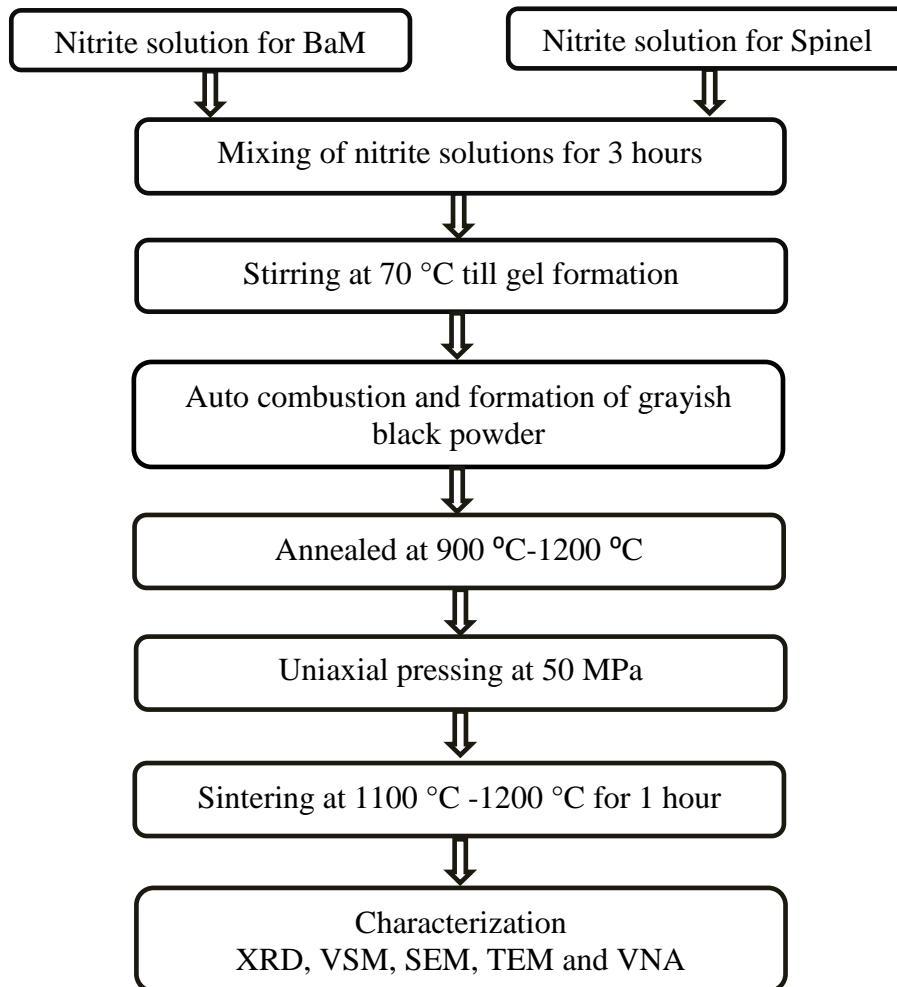 Nitrite solution for BaM
Nitrite solution for Spinel
Mixing of nitrite solutions for 3 hours
Stirring at 70 °C till gel formation
Auto combustion and formation of grayish
black powder
Annealed at 900 ⁰C-1200 ⁰C
Uniaxial pressing at 50 MPa
Sintering at 1100 °C -1200 °C for 1 hour
Characterization
XRD, VSM, SEM, TEM and VNA